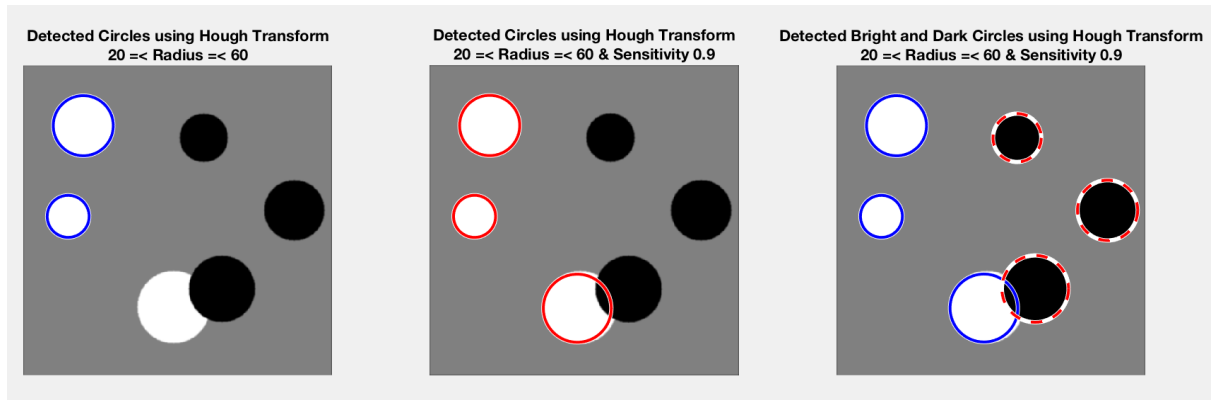 Detected Circles using Hough Transform
20 =< Radius =< 60
Detected Circles using Hough Transform
20 =< Radius =< 60 & Sensitivity 0.9
Detected Bright and Dark Circles using Hough Transform
20 =< Radius =< 60 & Sensitivity 0.9